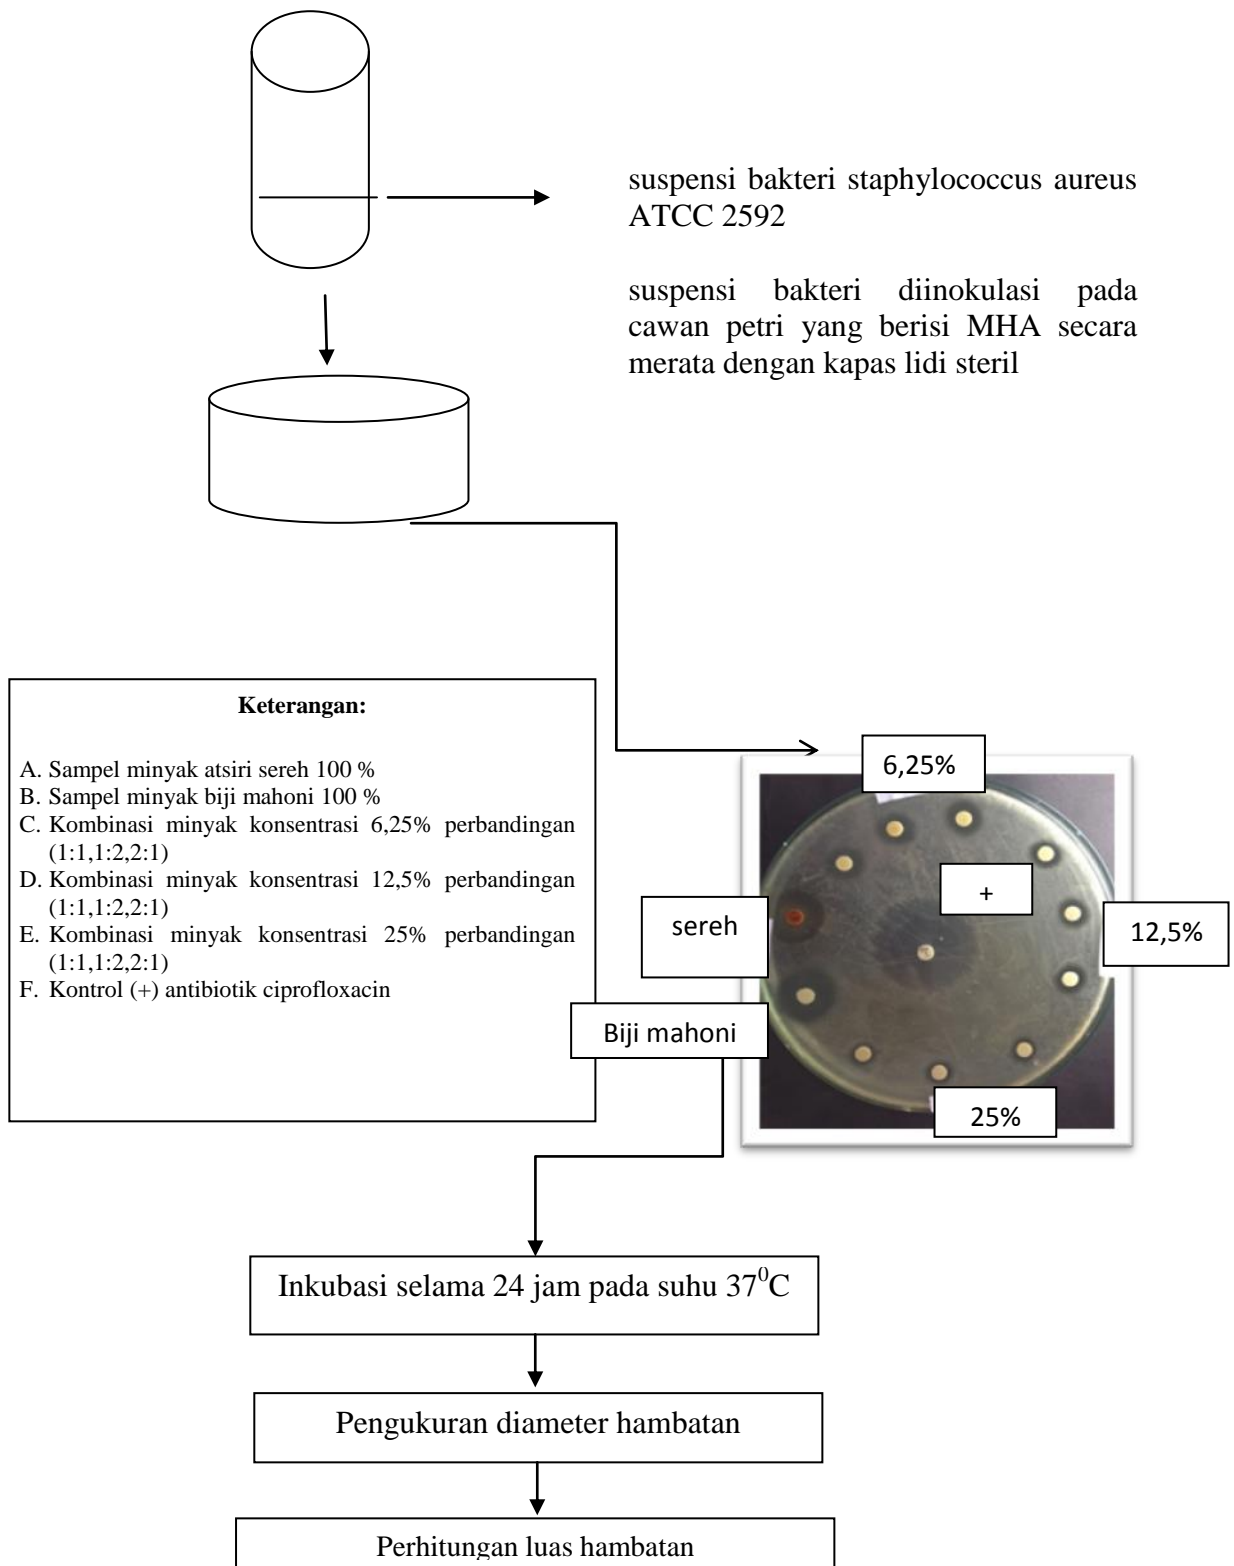 suspensi bakteri staphylococcus aureus
ATCC 2592
suspensi bakteri diinokulasi pada
cawan petri yang berisi MHA secara
merata dengan kapas lidi steril
Keterangan:
A. Sampel minyak atsiri sereh 100 %
B. Sampel minyak biji mahoni 100 %
C. Kombinasi minyak konsentrasi 6,25% perbandingan
(1:1,1:2,2:1)
D. Kombinasi minyak konsentrasi 12,5% perbandingan
(1:1,1:2,2:1)
E. Kombinasi minyak konsentrasi 25% perbandingan
(1:1,1:2,2:1)
F. Kontrol (+) antibiotik ciprofloxacin
6,25%
+
sereh
12,5%
Biji mahoni
25%
Inkubasi selama 24 jam pada suhu 37⁰C
Pengukuran diameter hambatan
Perhitungan luas hambatan